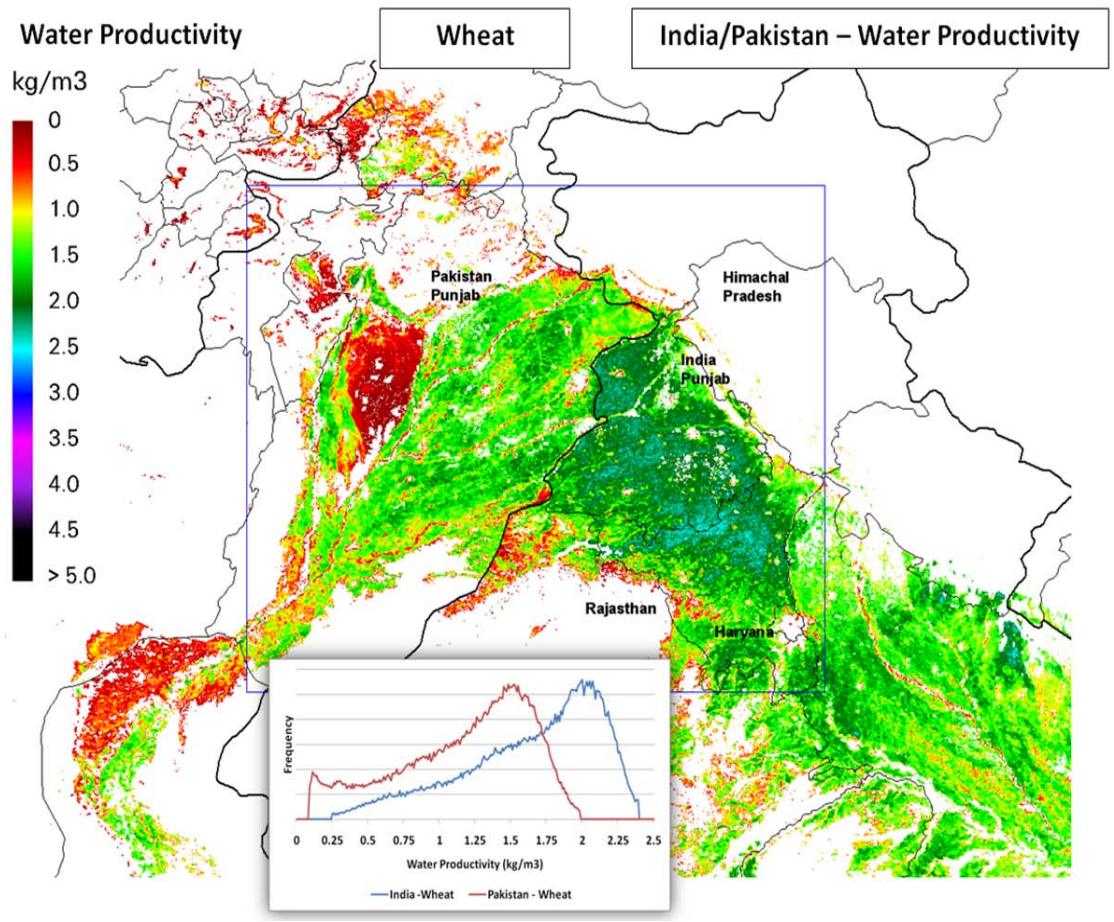 Water Productivity
Wheat
India/Pakistan – Water Productivity
kg/m3
0
0.5
1.0
1.5
2.0
2.5
3.0
3.5
4.0
4.5
> 5.0
Pakistan
Punjab
Himachal
Pradesh
India
Punjab
Rajasthan
Haryana
Frequency
0 0.25 0.5 0.75 1 1.25 1.5 1.75 2 2.25 2.5
Water Productivity (kg/m3)
India -Wheat Pakistan - Wheat